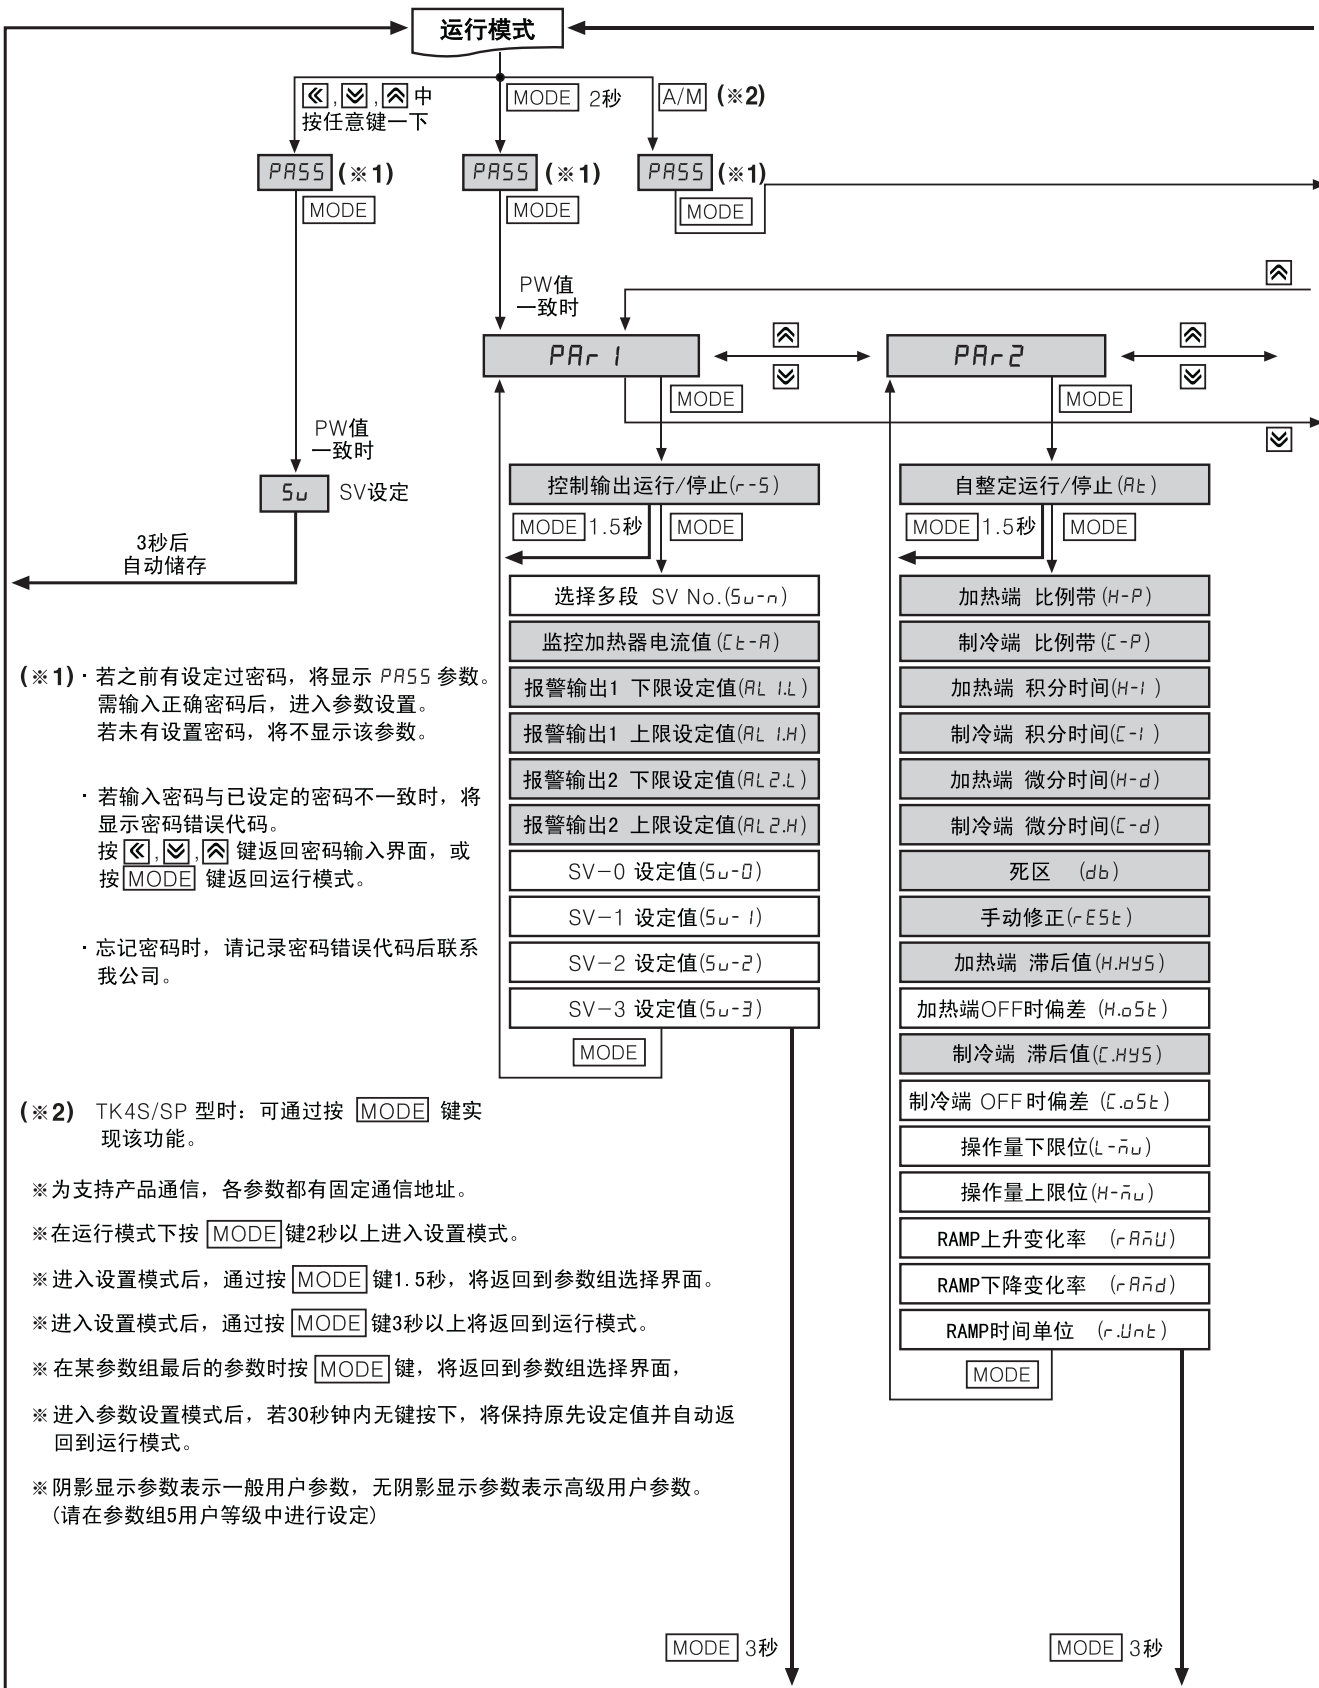 运行模式
≪ , ︾ , ︽ 中
按任意键一下
MODE 2秒
A/M (※2)
PASS (※1)
PASS (※1)
PASS (※1)
MODE
MODE
MODE
PW值
一致时
︽
PAr 1
︽
︾
PAr2
︽
︾
MODE
MODE
︾
PW值
一致时
Su SV设定
3秒后
自动储存
控制输出运行/停止(r-S)
MODE 1.5秒 MODE
选择多段 SV No.(Su-n)
监控加热器电流值(Ct-A)
报警输出1 下限设定值(AL 1.L)
报警输出1 上限设定值(AL 1.H)
报警输出2 下限设定值(AL2.L)
报警输出2 上限设定值(AL2.H)
SV-0 设定值(Su-0)
SV-1 设定值(Su-1)
SV-2 设定值(Su-2)
SV-3 设定值(Su-3)
MODE
自整定运行/停止(At)
MODE 1.5秒 MODE
加热端 比例带(H-P)
制冷端 比例带(C-P)
加热端 积分时间(H-I)
制冷端 积分时间(C-I)
加热端 微分时间(H-d)
制冷端 微分时间(C-d)
死区 (db)
手动修正(rESt)
加热端 滞后值(H.HYS)
加热端OFF时偏差 (H.oSt)
制冷端 滞后值(C.HYS)
制冷端 OFF时偏差 (C.oSt)
操作量下限位(L-n̄u)
操作量上限位(H-n̄u)
RAMP上升变化率 (rAn̄U)
RAMP下降变化率 (rAn̄d)
RAMP时间单位 (r.Unt)
MODE
(※1)·若之前有设定过密码，将显示 PASS 参数。
需输入正确密码后，进入参数设置。
若未有设置密码，将不显示该参数。
·若输入密码与已设定的密码不一致时，将
显示密码错误代码。
按 ≪ , ︾ , ︽ 键返回密码输入界面，或
按 MODE 键返回运行模式。
·忘记密码时，请记录密码错误代码后联系
我公司。
(※2) TK4S/SP 型时：可通过按 MODE 键实
现该功能。
※为支持产品通信，各参数都有固定通信地址。
※在运行模式下按 MODE 键2秒以上进入设置模式。
※进入设置模式后，通过按 MODE 键1.5秒，将返回到参数组选择界面。
※进入设置模式后，通过按 MODE 键3秒以上将返回到运行模式。
※在某参数组最后的参数时按 MODE 键，将返回到参数组选择界面，
※进入参数设置模式后，若30秒钟内无键按下，将保持原先设定值并自动返
回到运行模式。
※阴影显示参数表示一般用户参数，无阴影显示参数表示高级用户参数。
(请在参数组5用户等级中进行设定)
MODE 3秒
MODE 3秒